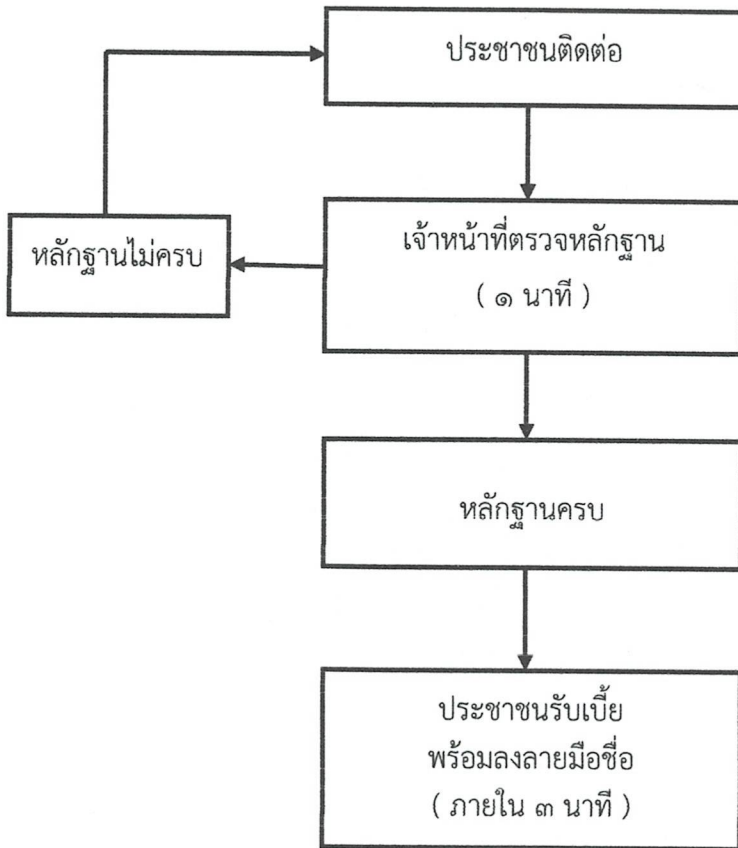 ประชาชนติดต่อ
เจ้าหน้าที่ตรวจหลักฐาน
( ๑ นาที )
หลักฐานไม่ครบ
หลักฐานครบ
ประชาชนรับเบี้ย
พร้อมลงลายมือชื่อ
( ภายใน ๓ นาที )